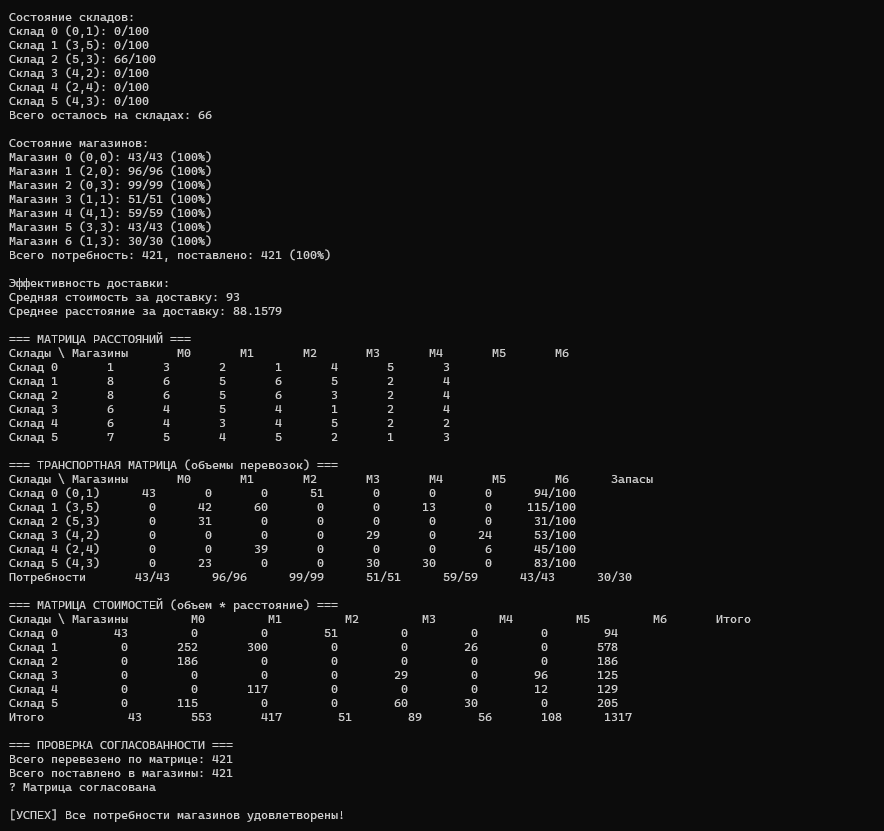 Состояние складов:
Склад 0 (0,1): 0/100
Склад 1 (3,5): 0/100
Склад 2 (5,3): 66/100
Склад 3 (4,2): 0/100
Склад 4 (2,4): 0/100
Склад 5 (4,3): 0/100
Всего осталось на складах: 66

Состояние магазинов:
Магазин 0 (0,0): 43/43 (100%)
Магазин 1 (2,0): 96/96 (100%)
Магазин 2 (0,3): 99/99 (100%)
Магазин 3 (1,1): 51/51 (100%)
Магазин 4 (4,1): 59/59 (100%)
Магазин 5 (3,3): 43/43 (100%)
Магазин 6 (1,3): 30/30 (100%)
Всего потребность: 421, поставлено: 421 (100%)

Эффективность доставки:
Средняя стоимость за доставку: 93
Среднее расстояние за доставку: 88.1579

=== МАТРИЦА РАССТОЯНИЙ ===
Склады \ Магазины M0 M1 M2 M3 M4 M5 M6
Склад 0 1 3 2 1 4 5 3
Склад 1 8 6 5 6 5 2 4
Склад 2 8 6 5 6 3 2 4
Склад 3 6 4 5 4 1 2 4
Склад 4 6 4 3 4 5 2 2
Склад 5 7 5 4 5 2 1 3

=== ТРАНСПОРТНАЯ МАТРИЦА (объемы перевозок) ===
Склады \ Магазины M0 M1 M2 M3 M4 M5 M6 Запасы
Склад 0 (0,1) 43 0 0 51 0 0 0 94/100
Склад 1 (3,5) 0 42 60 0 0 13 0 115/100
Склад 2 (5,3) 0 31 0 0 0 0 0 31/100
Склад 3 (4,2) 0 0 0 0 29 0 24 53/100
Склад 4 (2,4) 0 0 39 0 0 0 6 45/100
Склад 5 (4,3) 0 23 0 0 30 30 0 83/100
Потребности 43/43 96/96 99/99 51/51 59/59 43/43 30/30

=== МАТРИЦА СТОИМОСТЕЙ (объем * расстояние) ===
Склады \ Магазины M0 M1 M2 M3 M4 M5 M6 Итого
Склад 0 43 0 0 51 0 0 0 94
Склад 1 0 252 300 0 0 26 0 578
Склад 2 0 186 0 0 0 0 0 186
Склад 3 0 0 0 0 29 0 96 125
Склад 4 0 0 117 0 0 0 12 129
Склад 5 0 115 0 0 60 30 0 205
Итого 43 553 417 51 89 56 108 1317

=== ПРОВЕРКА СОГЛАСОВАННОСТИ ===
Всего перевезено по матрице: 421
Всего поставлено в магазины: 421
? Матрица согласована

[УСПЕХ] Все потребности магазинов удовлетворены!